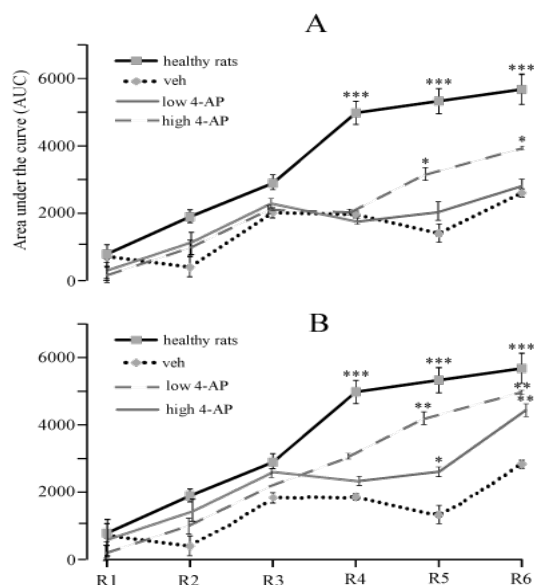 A
Area under the curve (AUC)
6000
4000
2000
0
healthy rats
veh
low 4-AP
high 4-AP
***
***
***
*
*
B
6000
4000
2000
0
healthy rats
veh
low 4-AP
high 4-AP
***
***
***
**
**
**
*
R1 R2 R3 R4 R5 R6